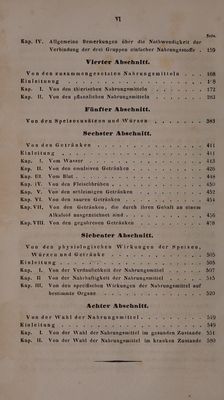 VI
Seite.
Kap. IV. Allgemeine Bemerkungen über die Nothwendigkeit der
Verbindung der drei Gruppen einfacher Nahrungsstoffe . 159
Vierter Abschnitt.
Von den zusammengesetzten Nahrungsmitteln . . . . 168
Einleitung
Kap. I. Von den thierischen Nahrungsmitteln . . . . 172
Kap. II. Von den pflanzlichen Nahrungsmitteln . . . . 283
Fünfter Abschnitt.
Von den Speisezusätzen und Würzen . . . . 383
Sechster Abschnitt.
Von den Getränken . . . . 411
Einleitung . . . . 411
Kap. I. Vom Wasser . . . . 413
Kap. II. Von den emulsiven Getränken . . . . 426
Kap. III. Vom Blut . . . . 448
Kap. IV. Von den Fleischbrühen . . . . 450
Kap. V. Von den schleimigen Getränken . . . . 451
Kap. VI. Von den sauren Getränken . . . . 454
Kap. VII. Von den Getränken, die durch ihren Gehalt an einem
Alkaloid ausgezeichnet sind . . . . 456
Kap. VIII. Von den gegohrenen Getränken . . . . 470
Siebenter Abschnitt.
Von den physiologischen Wirkungen der Speisen,
Würzen und Getränke . . . . 505
Einleitung . . . . 505
Kap. I. Von der Verdaulichkeit der Nahrungsmittel . . . . 507
Kap. II. Von der Nahrhaftigkeit der Nahrungsmittel . . . . 515
Kap. III. Von den specifischen Wirkungen der Nahrungsmittel auf
bestimmte Organe . . . . 520
Achter Abschnitt.
Von der Wahl der Nahrungsmittel . . . . 549
Einleitung . . . . 549
Kap. I. Von der Wahl der Nahrungsmittel im gesunden Zustande 551
Kap. II. Von der Wahl der Nahrungsmittel im kranken Zustande 580